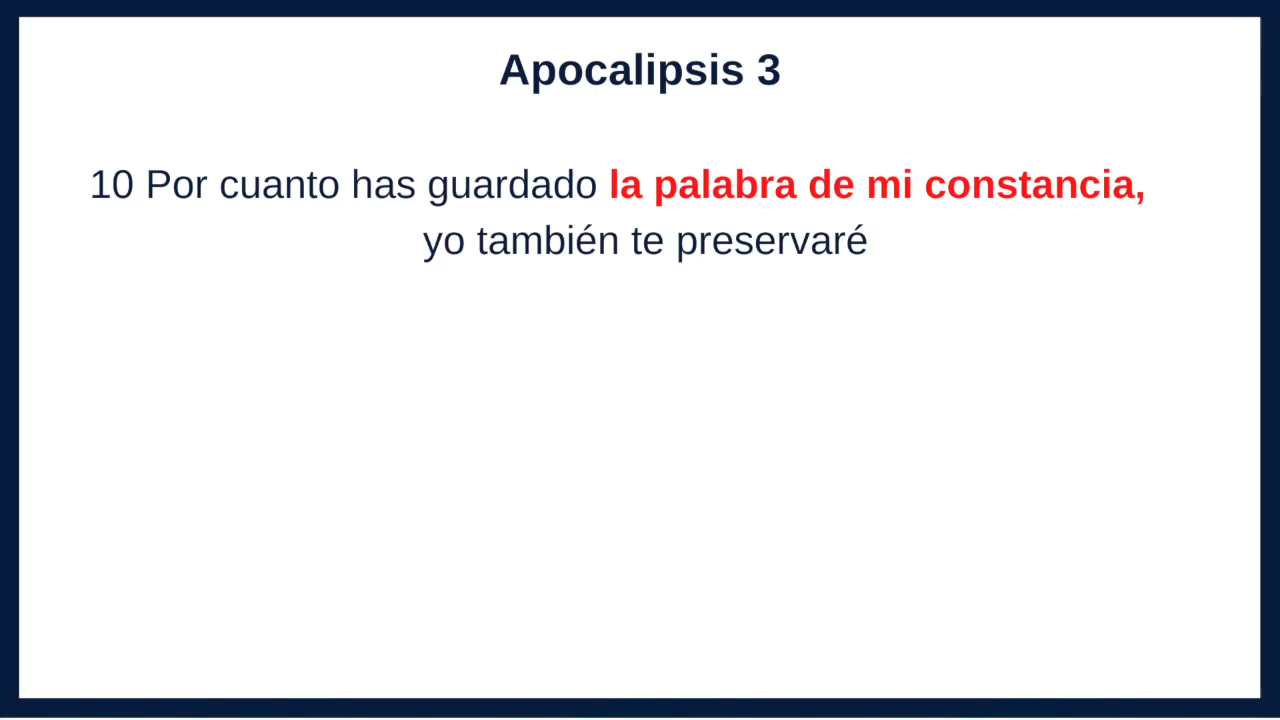 Apocalipsis 3
10 Por cuanto has guardado la palabra de mi constancia,
yo también te preservaré